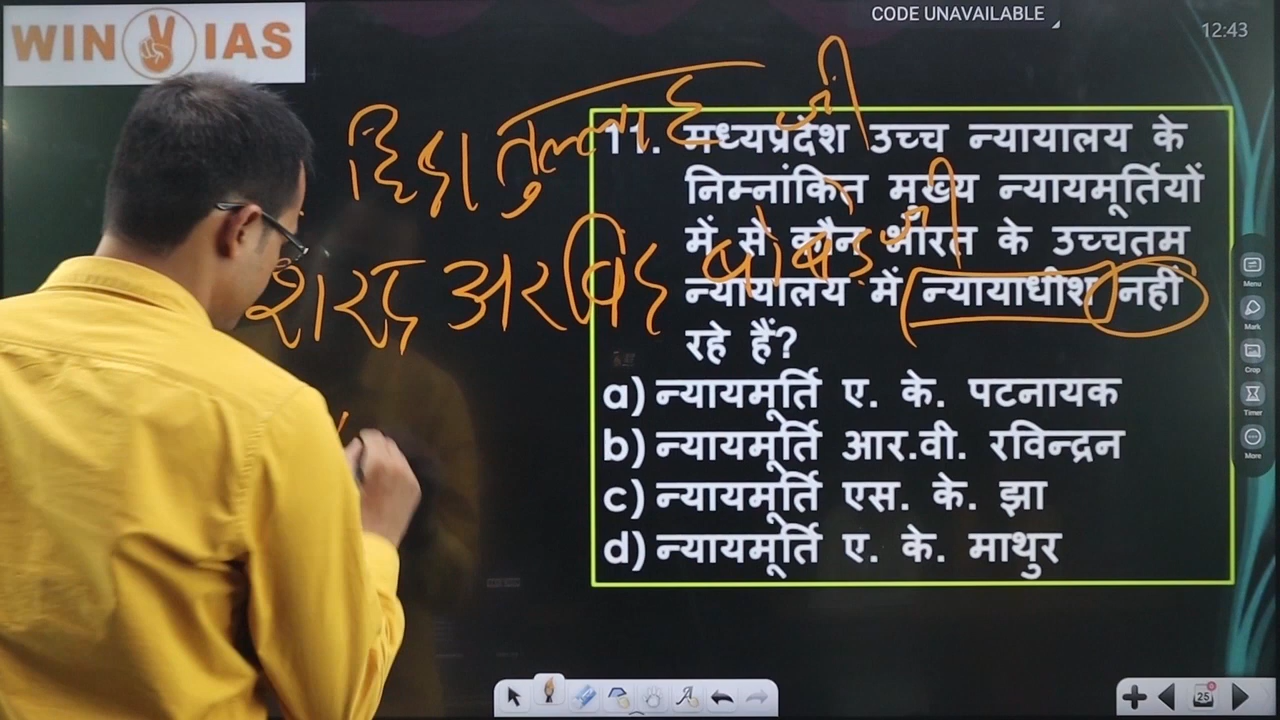 WIN IAS
CODE UNAVAILABLE
12:43
हिदातुल्लाह जी
शरद अरविंद बोबड़े जी
11. मध्यप्रदेश उच्च न्यायालय के
निम्नांकित मुख्य न्यायमूर्तियों
में से कौन भारत के उच्चतम
न्यायालय में न्यायाधीश नहीं
रहे हैं?
a) न्यायमूर्ति ए. के. पटनायक
b) न्यायमूर्ति आर.वी. रविन्द्रन
c) न्यायमूर्ति एस. के. झा
d) न्यायमूर्ति ए. के. माथुर
Menu
Mark
Crop
Timer
More
25